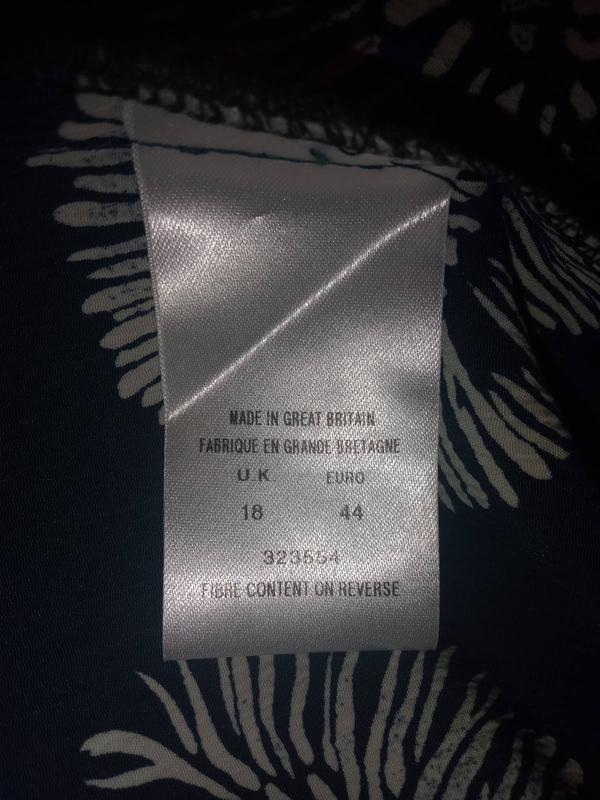 MADE IN GREAT BRITAIN
FABRIQUE EN GRANDE BRETAGNE
U.K. EURO
18 44
323554
FIBRE CONTENT ON REVERSE